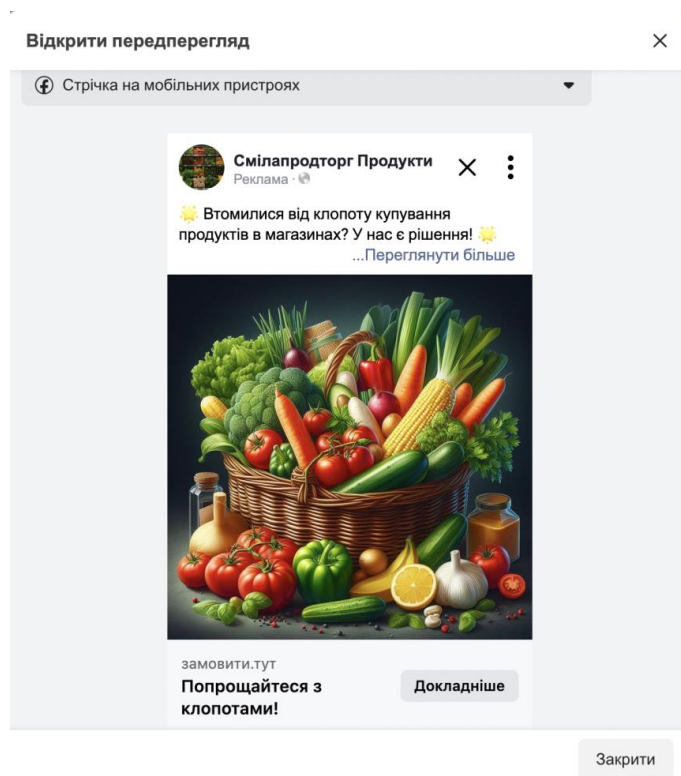 Відкрити передперегляд
Стрічка на мобільних пристроях
Смілапродторг Продукти
Реклама ·
Втомилися від клопоту купування
продуктів в магазинах? У нас є рішення!
...Переглянути більше
замовити.тут
Попрощайтеся з
клопотами!
Докладніше
Закрити